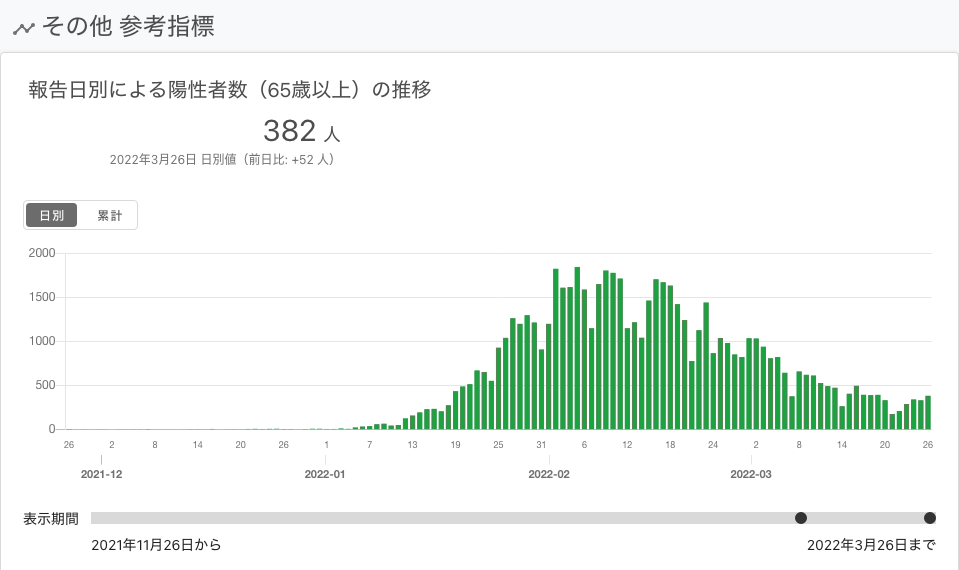 その他 参考指標
報告日別による陽性者数（65歳以上）の推移
382 人
2022年3月26日 日別値（前日比: +52 人）
日別 累計
2000
1500
1000
500
0
26 2 8 14 20 26 1 7 13 19 25 31 6 12 18 24 2 8 14 20 26
2021-12 2022-01 2022-02 2022-03
表示期間
2021年11月26日から 2022年3月26日まで